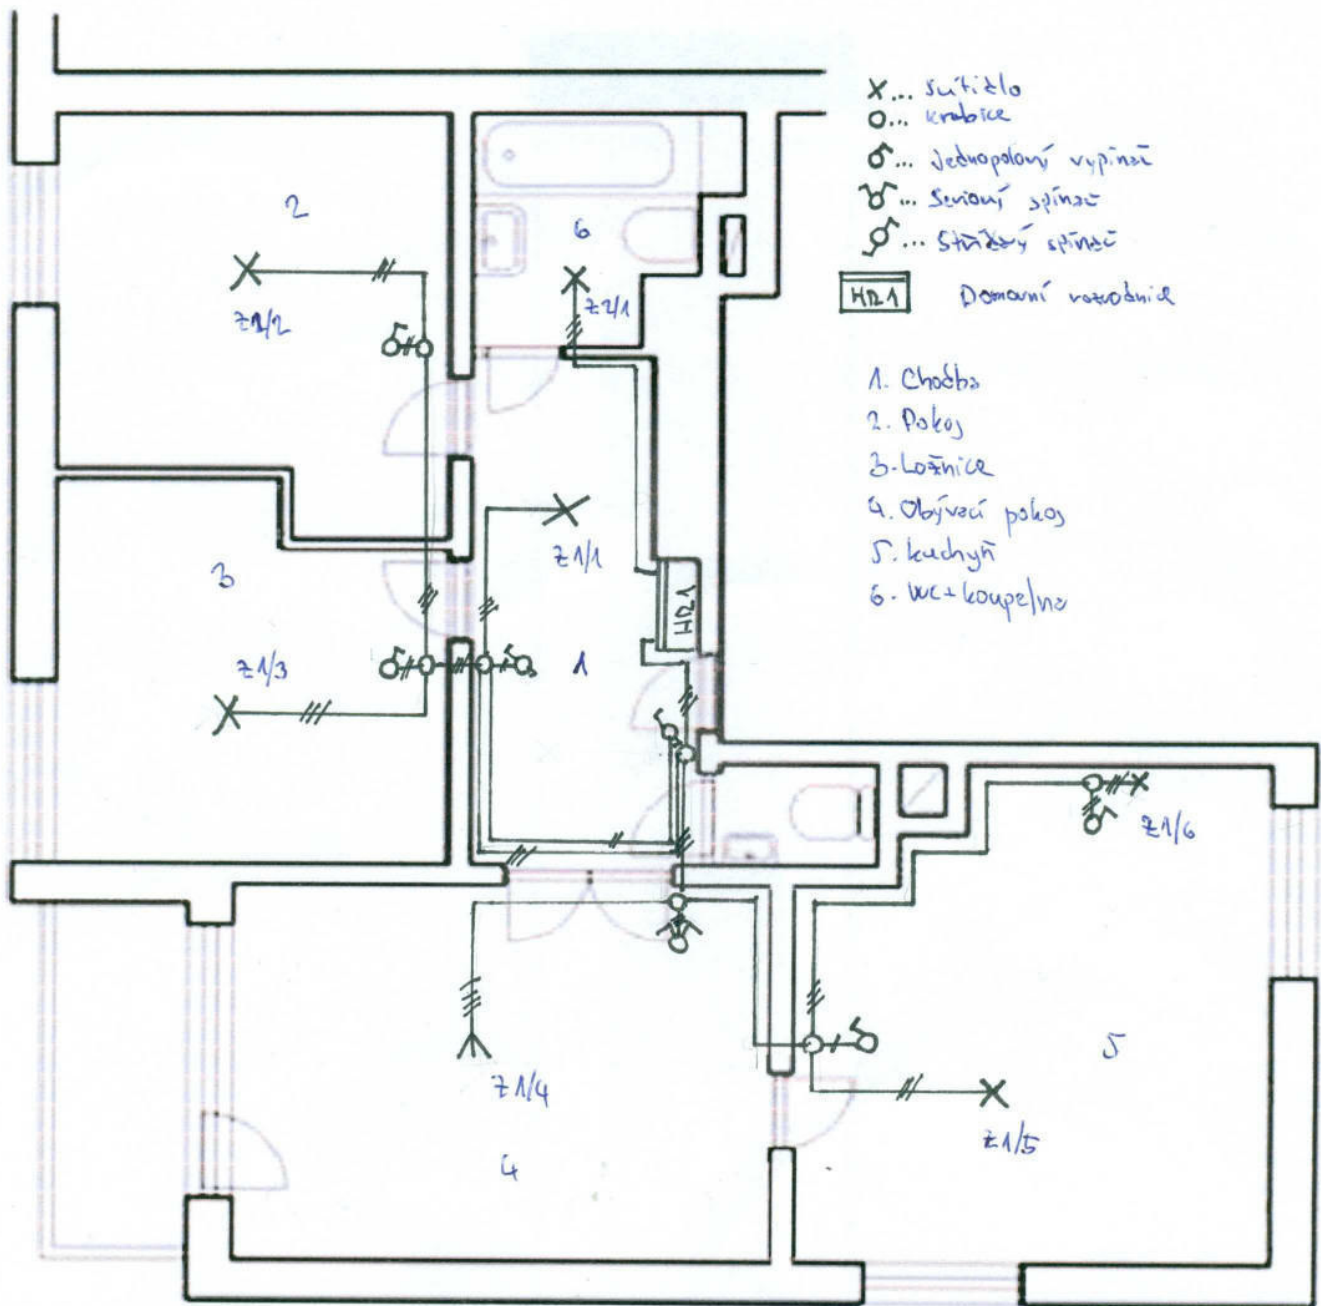 x... svítidlo
o... krabice
... Jednopólový vypínač
... Seriový spínač
... Střídavý spínač
HR1 Domovní rozvodnice
1. Chodba
2. Pokoj
3. Ložnice
4. Obývací pokoj
5. kuchyň
6. WC+koupelna
2
6
Z1/2
Z2/1
3
Z1/1
HR1
Z1/3
1
Z1/6
Z1/4
5
Z1/5
4